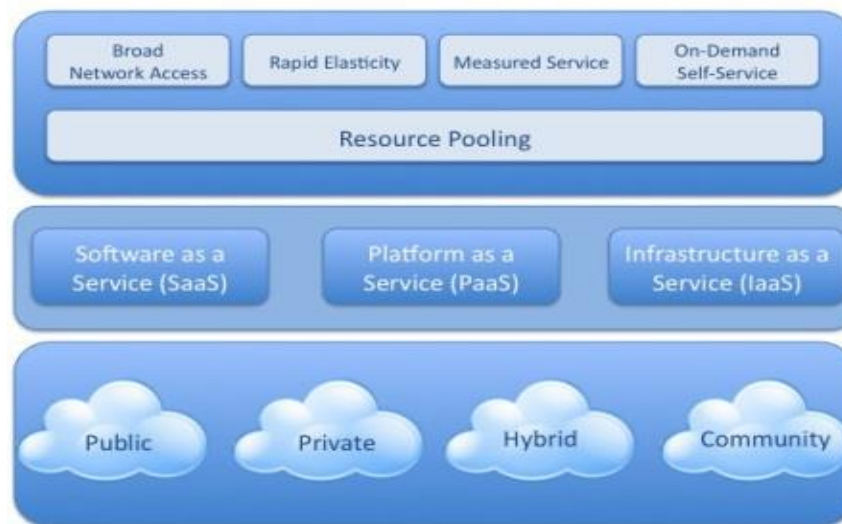 Broad
Network Access
Rapid Elasticity
Measured Service
On-Demand
Self-Service
Resource Pooling
Software as a
Service (SaaS)
Platform as a
Service (PaaS)
Infrastructure as a
Service (IaaS)
Public
Private
Hybrid
Community